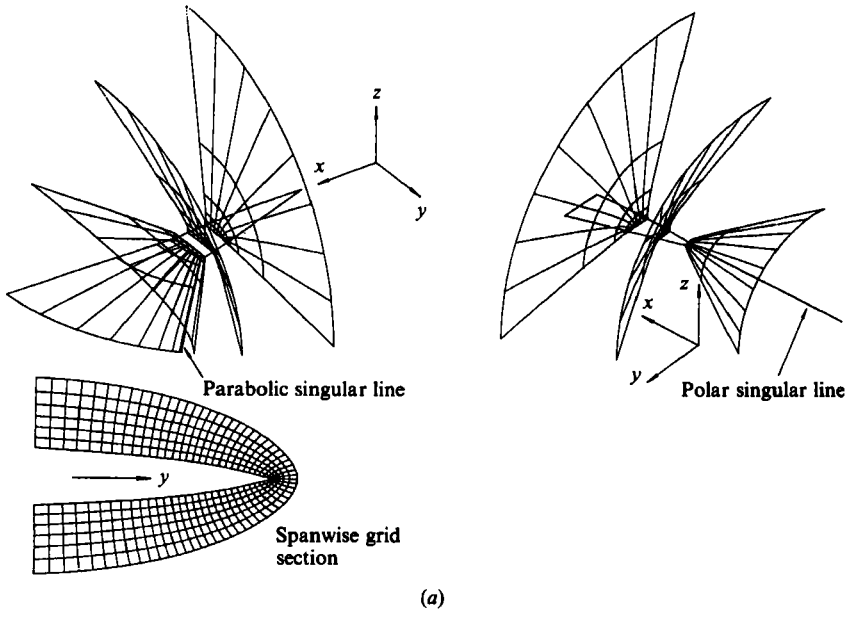 z
x
y
z
x
y
Parabolic singular line
Polar singular line
y
Spanwise grid
section
(a)